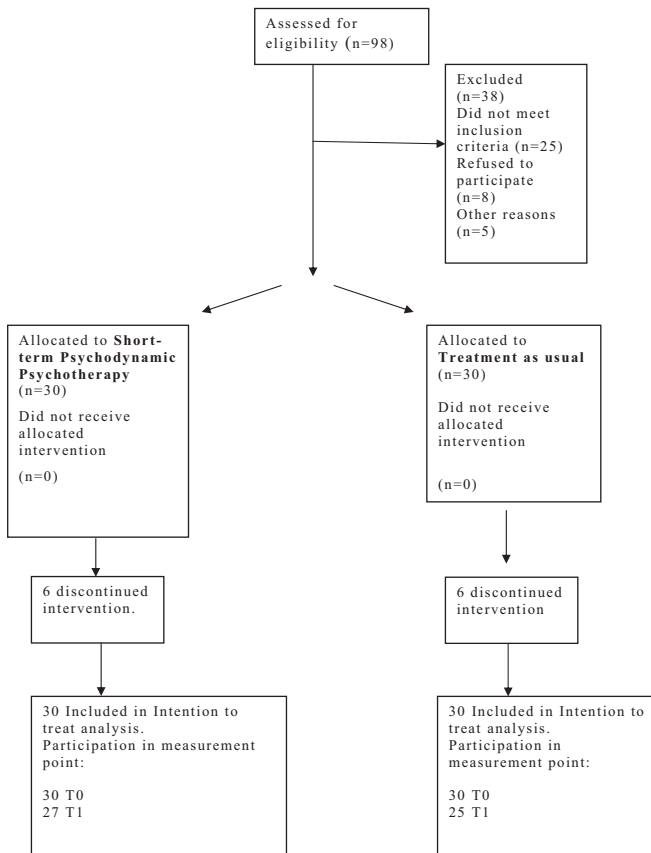 Assessed for
eligibility (n=98)
Excluded
(n=38)
Did not meet
inclusion
criteria (n=25)
Refused to
participate
(n=8)
Other reasons
(n=5)
Allocated to Short-
term Psychodynamic
Psychotherapy
(n=30)
Did not receive
allocated
intervention
(n=0)
Allocated to
Treatment as usual
(n=30)
Did not receive
allocated
intervention
(n=0)
6 discontinued
intervention.
6 discontinued
intervention
30 Included in Intention to
treat analysis.
Participation in measurement
point:
30 T0
27 T1
30 Included in Intention to
treat analysis.
Participation in
measurement point:
30 T0
25 T1